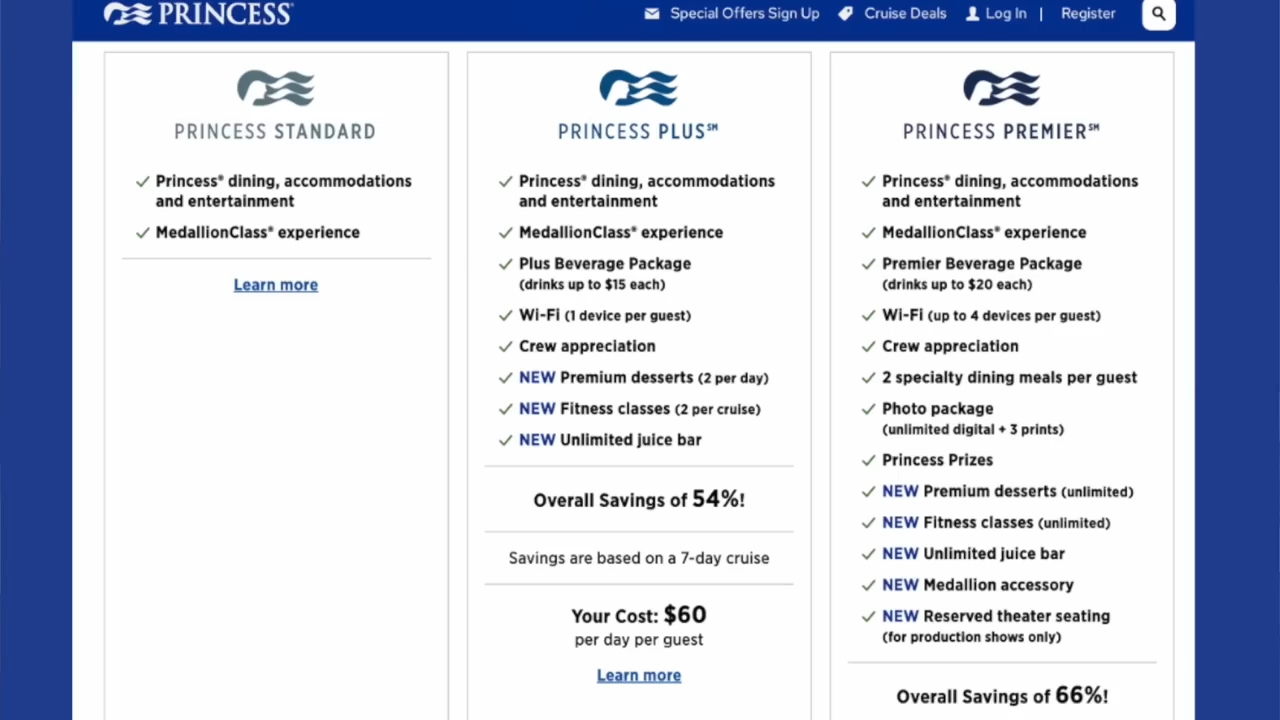 PRINCESS®
Special Offers Sign Up
Cruise Deals
Log In |
Register
PRINCESS STANDARD
✓ Princess® dining, accommodations
and entertainment
✓ MedallionClass® experience
Learn more
PRINCESS PLUS℠
✓ Princess® dining, accommodations
and entertainment
✓ MedallionClass® experience
✓ Plus Beverage Package
(drinks up to $15 each)
✓ Wi-Fi (1 device per guest)
✓ Crew appreciation
✓ NEW Premium desserts (2 per day)
✓ NEW Fitness classes (2 per cruise)
✓ NEW Unlimited juice bar
Overall Savings of 54%!
Savings are based on a 7-day cruise
Your Cost: $60
per day per guest
Learn more
PRINCESS PREMIER℠
✓ Princess® dining, accommodations
and entertainment
✓ MedallionClass® experience
✓ Premier Beverage Package
(drinks up to $20 each)
✓ Wi-Fi (up to 4 devices per guest)
✓ Crew appreciation
✓ 2 specialty dining meals per guest
✓ Photo package
(unlimited digital + 3 prints)
✓ Princess Prizes
✓ NEW Premium desserts (unlimited)
✓ NEW Fitness classes (unlimited)
✓ NEW Unlimited juice bar
✓ NEW Medallion accessory
✓ NEW Reserved theater seating
(for production shows only)
Overall Savings of 66%!